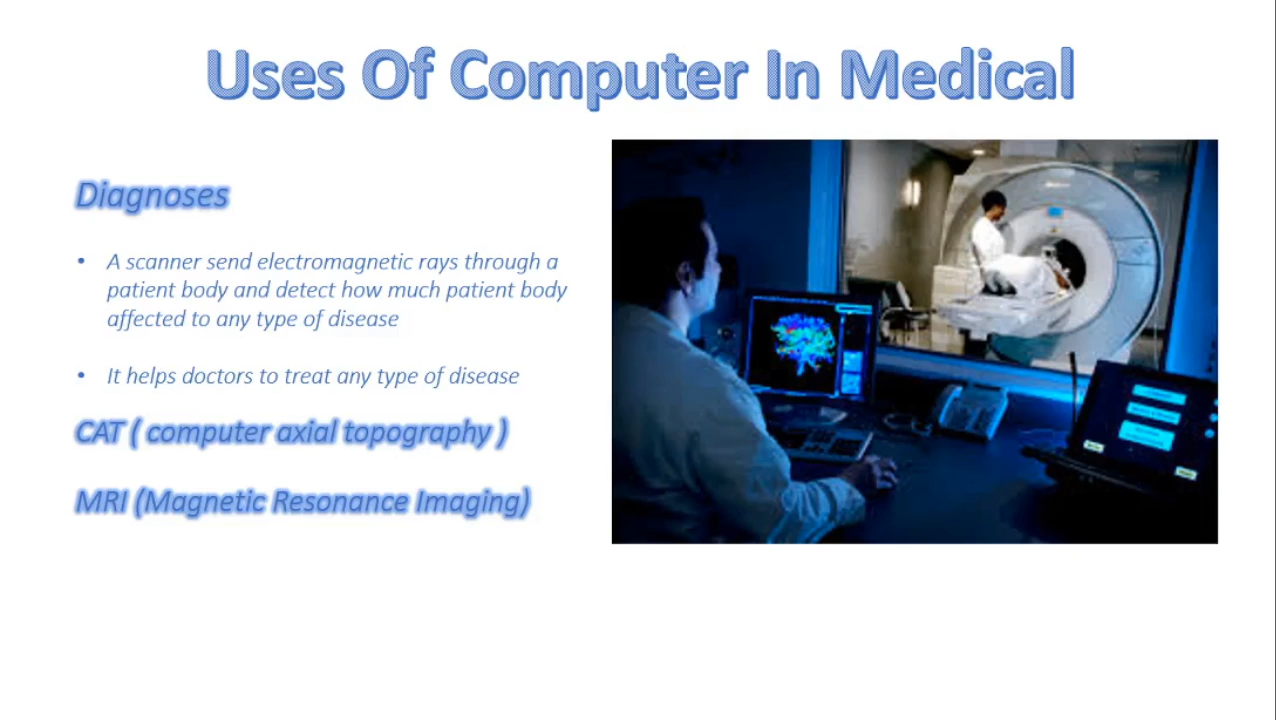 Uses Of Computer In Medical
Diagnoses
• A scanner send electromagnetic rays through a
patient body and detect how much patient body
affected to any type of disease
• It helps doctors to treat any type of disease
CAT ( computer axial topography )
MRI (Magnetic Resonance Imaging)